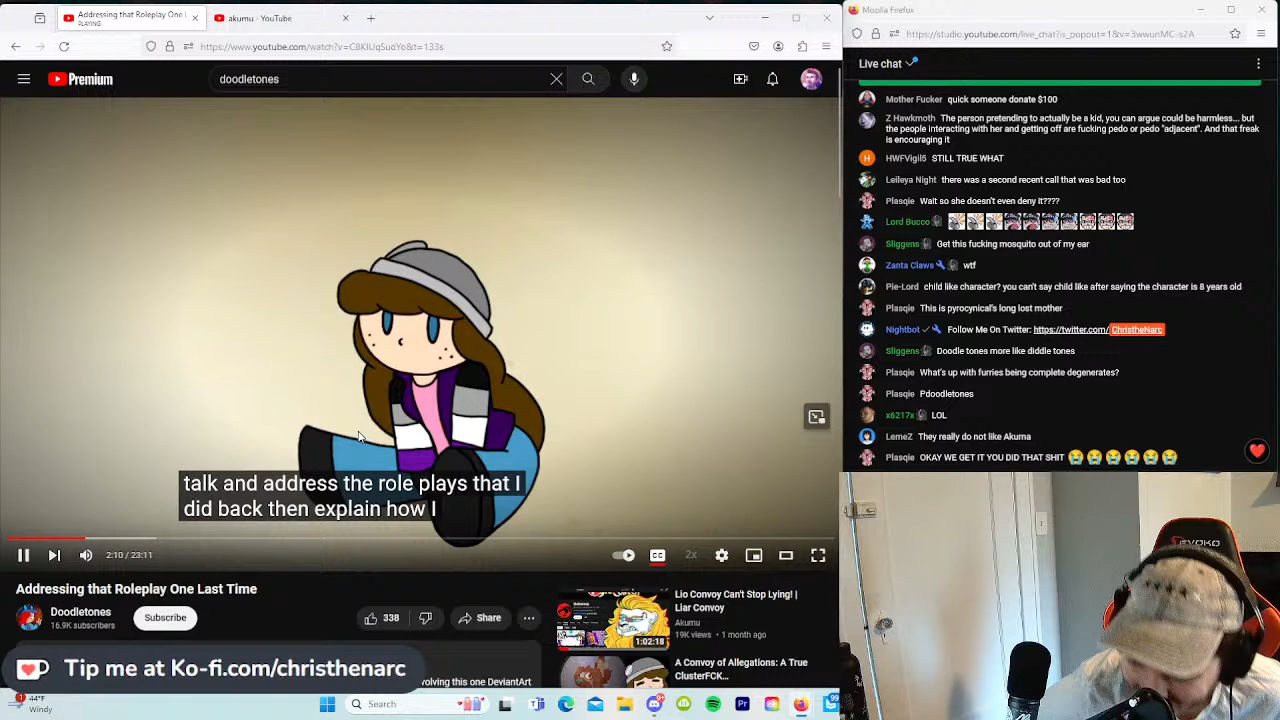 Addressing that Roleplay One
PLAYING
akumu - YouTube
https://www.youtube.com/watch?v=C8KIUqSudYo&t=133s
Premium
doodletones
talk and address the role plays that I
did back then explain how I
2:10 / 23:11
CC
2x
Addressing that Roleplay One Last Time
Doodletones
16.9K subscribers
Subscribe
338
Share
Lio Convoy Can't Stop Lying! |
Liar Convoy
Akumu
19K views • 1 month ago
1:02:18
A Convoy of Allegations: A True
ClusterFCK...
volving this one DeviantArt
Tip me at Ko-fi.com/christhenarc
44°F
Windy
Search
Mozilla Firefox
https://studio.youtube.com/live_chat?is_popout=1&v=3wwunMC-s2A
Live chat
Mother Fucker quick someone donate $100
Z Hawkmoth The person pretending to actually be a kid, you can argue could be harmless... but
the people interacting with her and getting off are fucking pedo or pedo "adjacent". And that freak
is encouraging it
HWFVigil5 STILL TRUE WHAT
Leileya Night there was a second recent call that was bad too
Plasqie Wait so she doesn't even deny it????
Lord Bucco
Sliggens Get this fucking mosquito out of my ear
Zanta Claws wtf
Pie-Lord child like character? you can't say child like after saying the character is 8 years old
Plasqie This is pyrocynical's long lost mother
Nightbot Follow Me On Twitter: https://twitter.com/ChristheNarc
Sliggens Doodle tones more like diddle tones
Plasqie What's up with furries being complete degenerates?
Plasqie Pdoodletones
x6217x LOL
LemeZ They really do not like Akuma
Plasqie OKAY WE GET IT YOU DID THAT SHIT 😭😭😭😭😭😭
EVOKO